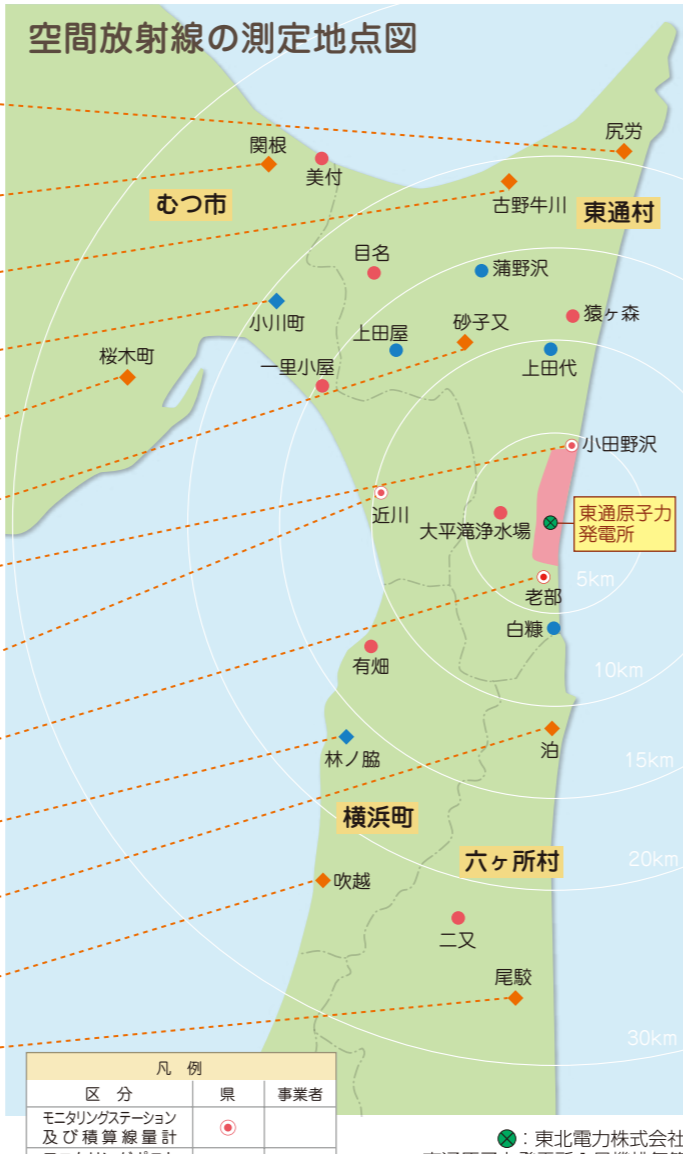 空間放射線の測定地点図
尻労
関根
美付
むつ市
古野牛川
東通村
目名
蒲野沢
小川町
猿ヶ森
上田屋
砂子又
桜木町
一里小屋
上田代
小田野沢
近川
大平滝浄水場
東通原子力
発電所
5km
老部
白糠
有畑
10km
林ノ脇
泊
15km
横浜町
六ヶ所村
20km
吹越
二又
尾駮
30km
凡 例
区 分 県 事業者
モニタリングステーション
及び積算線量計
:東北電力株式会社